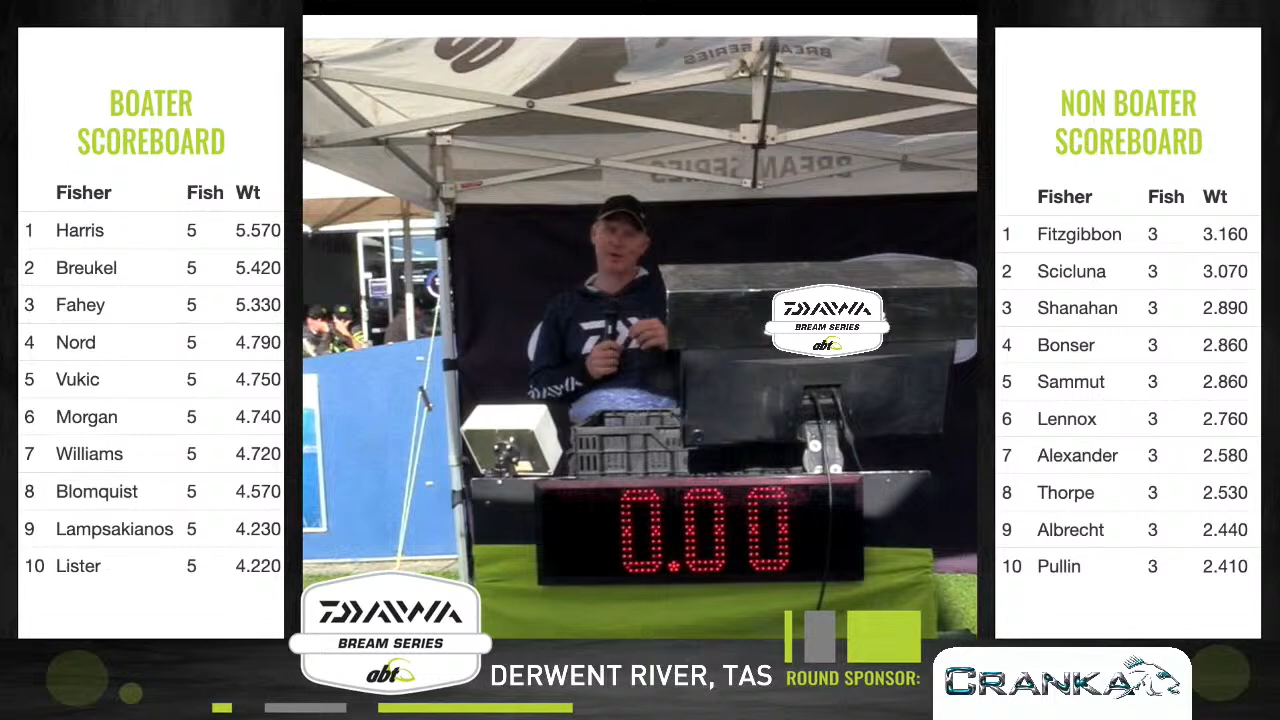 BOATER
SCOREBOARD
Fisher Fish Wt
1 Harris 5 5.570
2 Breukel 5 5.420
3 Fahey 5 5.330
4 Nord 5 4.790
5 Vukic 5 4.750
6 Morgan 5 4.740
7 Williams 5 4.720
8 Blomquist 5 4.570
9 Lampsakianos 5 4.230
10 Lister 5 4.220
BREAM SERIES
BREAM SERIES
DAIWA
BREAM SERIES
abt
0.00
NON BOATER
SCOREBOARD
Fisher Fish Wt
1 Fitzgibbon 3 3.160
2 Scicluna 3 3.070
3 Shanahan 3 2.890
4 Bonser 3 2.860
5 Sammut 3 2.860
6 Lennox 3 2.760
7 Alexander 3 2.580
8 Thorpe 3 2.530
9 Albrecht 3 2.440
10 Pullin 3 2.410
DAIWA
BREAM SERIES
abt
DERWENT RIVER, TAS
ROUND SPONSOR:
CRANKA